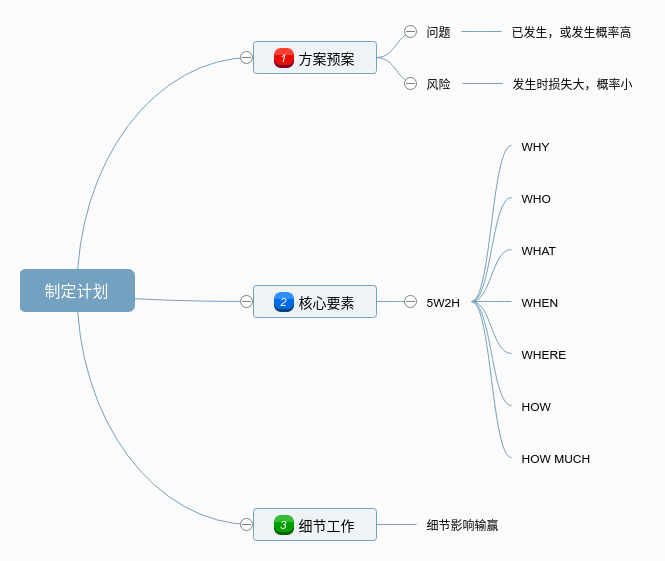 制定计划
1 方案预案
问题
已发生，或发生概率高
风险
发生时损失大，概率小
2 核心要素
5W2H
WHY
WHO
WHAT
WHEN
WHERE
HOW
HOW MUCH
3 细节工作
细节影响输赢